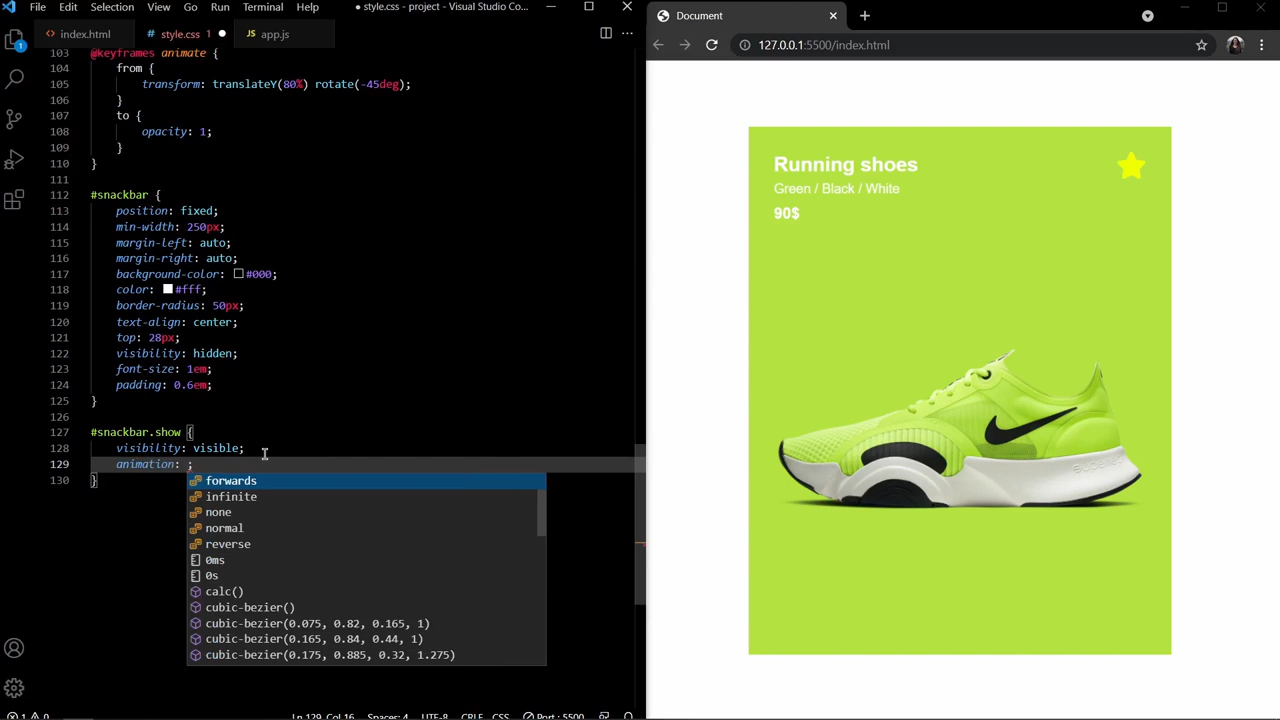 File Edit Selection View Go Run Terminal Help
● style.css - project - Visual Studio Co...
index.html
# style.css 1 ●
JS app.js
103 @keyframes animate {
104 from {
105 transform: translateY(80%) rotate(-45deg);
106 }
107 to {
108 opacity: 1;
109 }
110 }
111
112 #snackbar {
113 position: fixed;
114 min-width: 250px;
115 margin-left: auto;
116 margin-right: auto;
117 background-color: #000;
118 color: #fff;
119 border-radius: 50px;
120 text-align: center;
121 top: 28px;
122 visibility: hidden;
123 font-size: 1em;
124 padding: 0.6em;
125 }
126
127 #snackbar.show {
128 visibility: visible;
129 animation: ;
130 }
forwards
infinite
none
normal
reverse
0ms
0s
calc()
cubic-bezier()
cubic-bezier(0.075, 0.82, 0.165, 1)
cubic-bezier(0.165, 0.84, 0.44, 1)
cubic-bezier(0.175, 0.885, 0.32, 1.275)
1
1 0
Ln 129, Col 16 Spaces: 4 UTF-8 CRLF CSS Port : 5500
Document
127.0.0.1:5500/index.html
Running shoes
Green / Black / White
90$